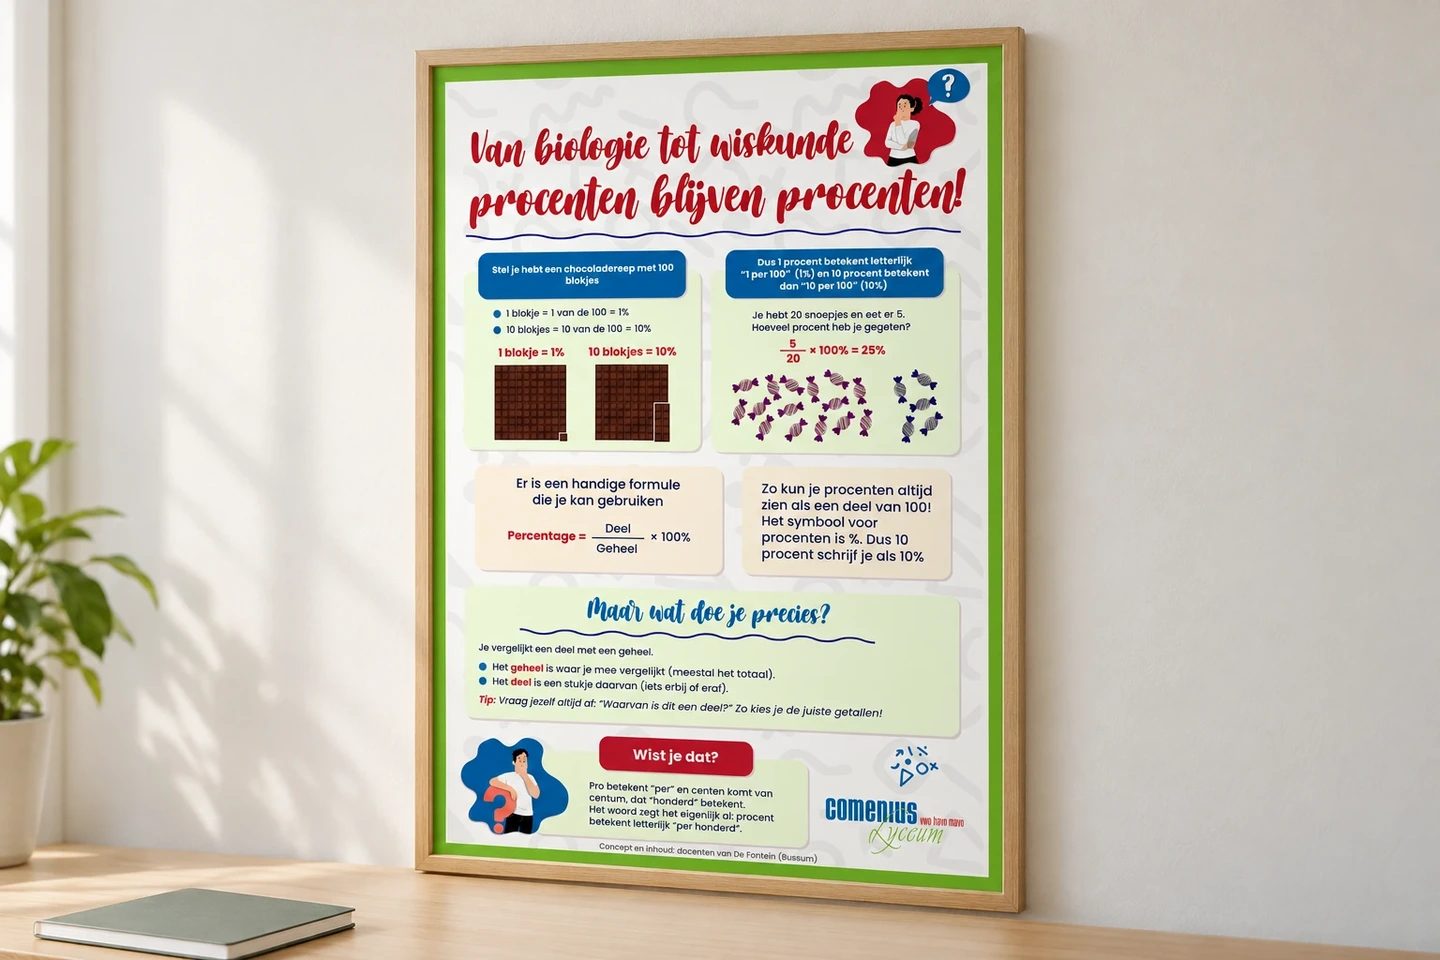 ?
Van biologie tot wiskunde
procenten blijven procenten!
Stel je hebt een chocoladereep met 100
blokjes
1 blokje = 1 van de 100 = 1%
10 blokjes = 10 van de 100 = 10%
1 blokje = 1%
10 blokjes = 10%
Dus 1 procent betekent letterlijk
“1 per 100” (1%) en 10 procent betekent
dan “10 per 100” (10%)
Je hebt 20 snoepjes en eet er 5.
Hoeveel procent heb je gegeten?
5
20
× 100% = 25%
Er is een handige formule
die je kan gebruiken
Percentage = Deel
Geheel
× 100%
Zo kun je procenten altijd
zien als een deel van 100!
Het symbool voor
procenten is %. Dus 10
procent schrijf je als 10%
Maar wat doe je precies?
Je vergelijkt een deel met een geheel.
Het geheel is waar je mee vergelijkt (meestal het totaal).
Het deel is een stukje daarvan (iets erbij of eraf).
Tip: Vraag jezelf altijd af: “Waarvan is dit een deel?” Zo kies je de juiste getallen!
?
Wist je dat?
Pro betekent “per” en centen komt van
centum, dat “honderd” betekent.
Het woord zegt het eigenlijk al: procent
betekent letterlijk “per honderd”.
comenius vwo havo mavo
Lyceum
Concept en inhoud: docenten van De Fontein (Bussum)